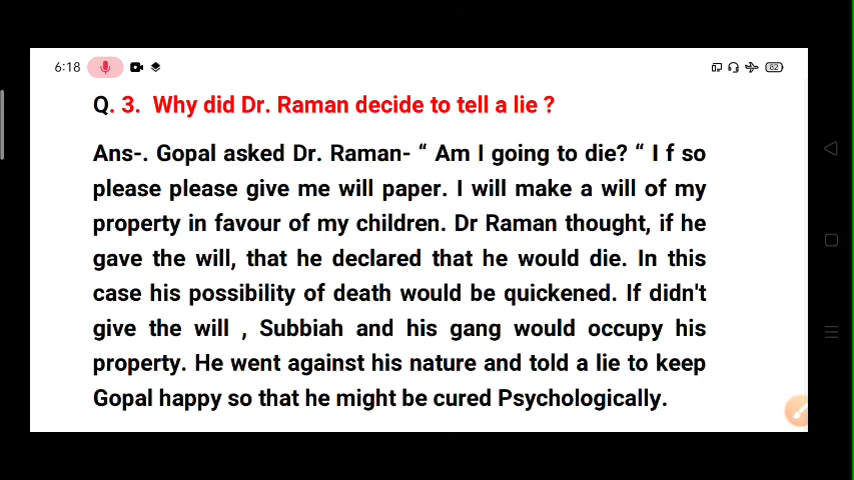 6:18
82
Q. 3. Why did Dr. Raman decide to tell a lie ?
Ans-. Gopal asked Dr. Raman- “ Am I going to die? “ I f so
please please give me will paper. I will make a will of my
property in favour of my children. Dr Raman thought, if he
gave the will, that he declared that he would die. In this
case his possibility of death would be quickened. If didn't
give the will , Subbiah and his gang would occupy his
property. He went against his nature and told a lie to keep
Gopal happy so that he might be cured Psychologically.